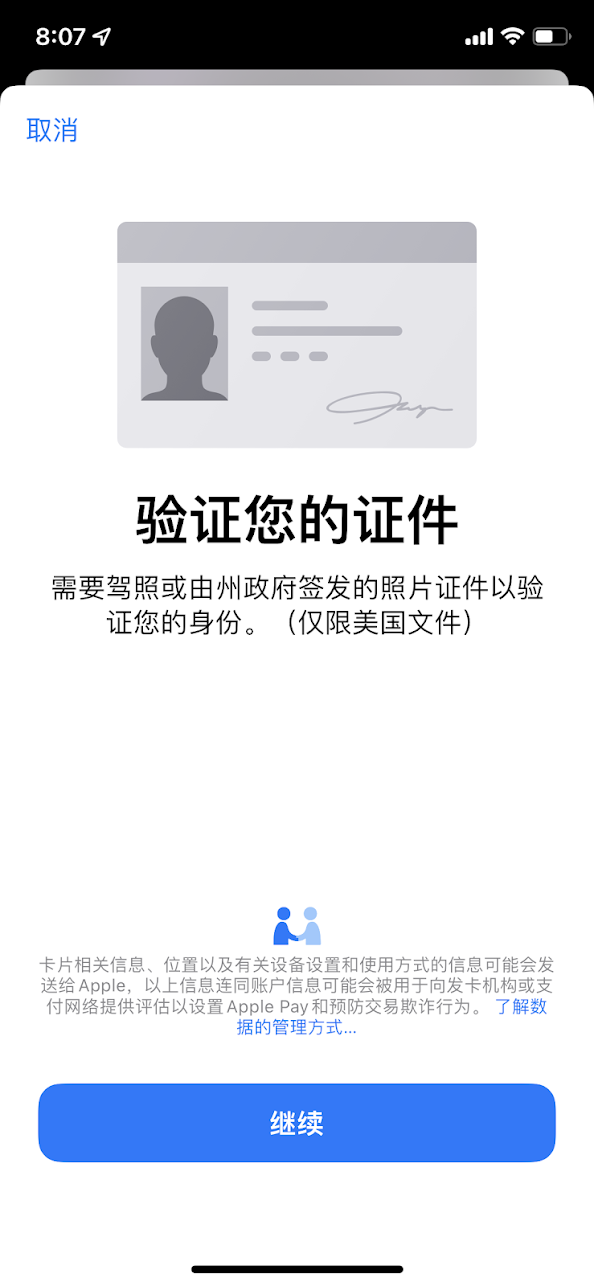 8:07
取消
验证您的证件
需要驾照或由州政府签发的照片证件以验
证您的身份。（仅限美国文件）
卡片相关信息、位置以及有关设备设置和使用方式的信息可能会发
送给Apple，以上信息连同账户信息可能会被用于向发卡机构或支
付网络提供评估以设置Apple Pay和预防交易欺诈行为。 了解数
据的管理方式...
继续